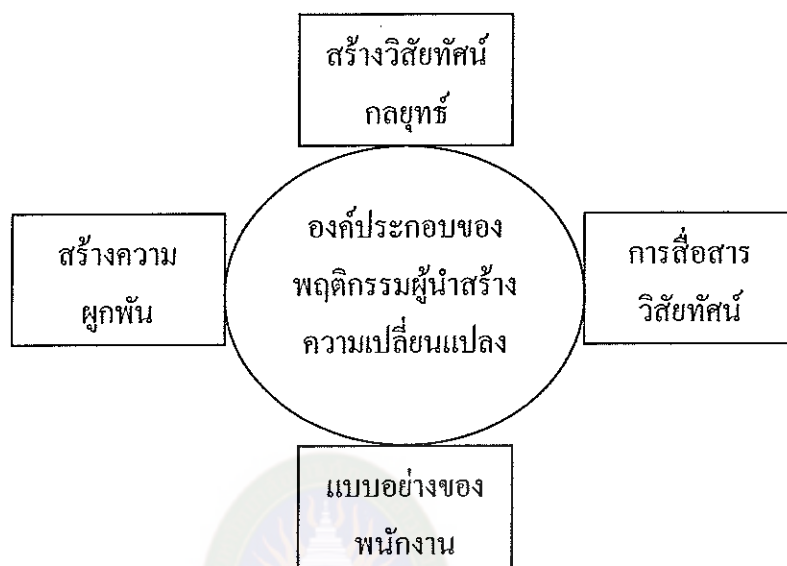 สร้างวิสัยทัศน์
กลยุทธ์
สร้างความ
ผูกพัน
องค์ประกอบของ
พฤติกรรมผู้นำสร้าง
ความเปลี่ยนแปลง
การสื่อสาร
วิสัยทัศน์
แบบอย่างของ
พนักงาน